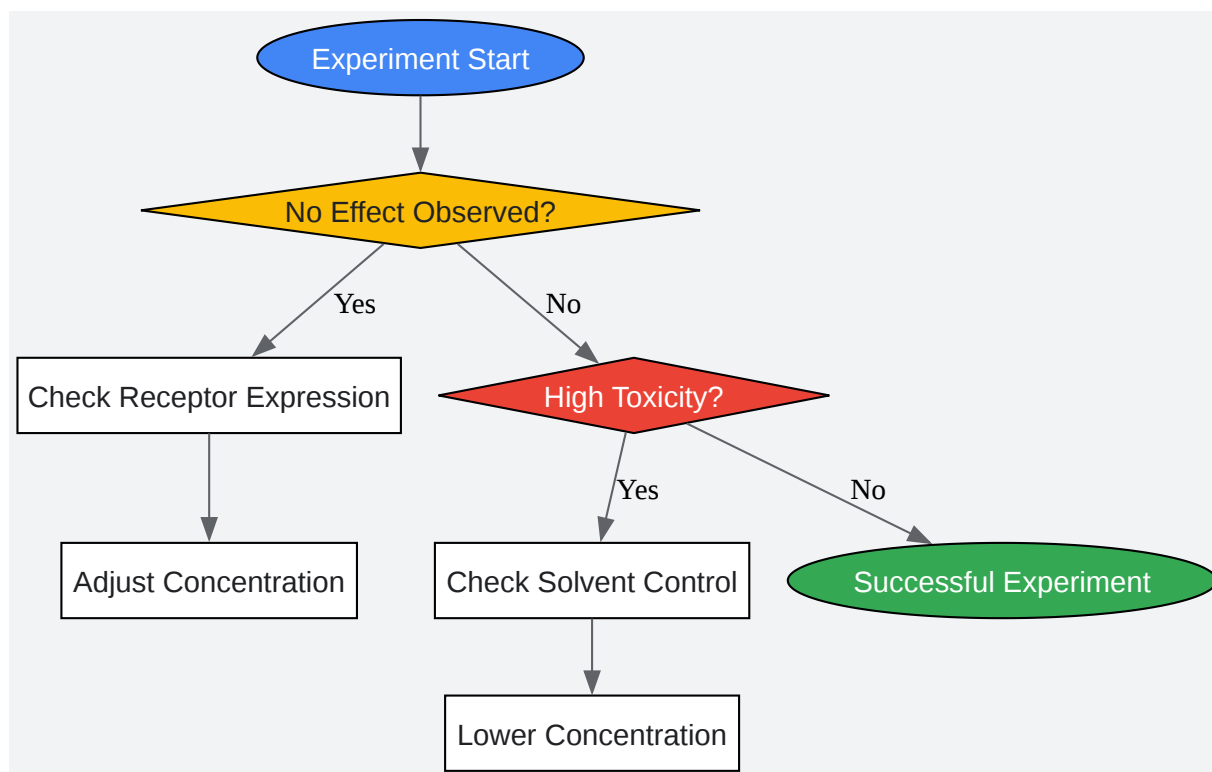 Experiment Start
No Effect Observed?
Yes
No
Check Receptor Expression
High Toxicity?
Yes
No
Adjust Concentration
Check Solvent Control
Successful Experiment
Lower Concentration